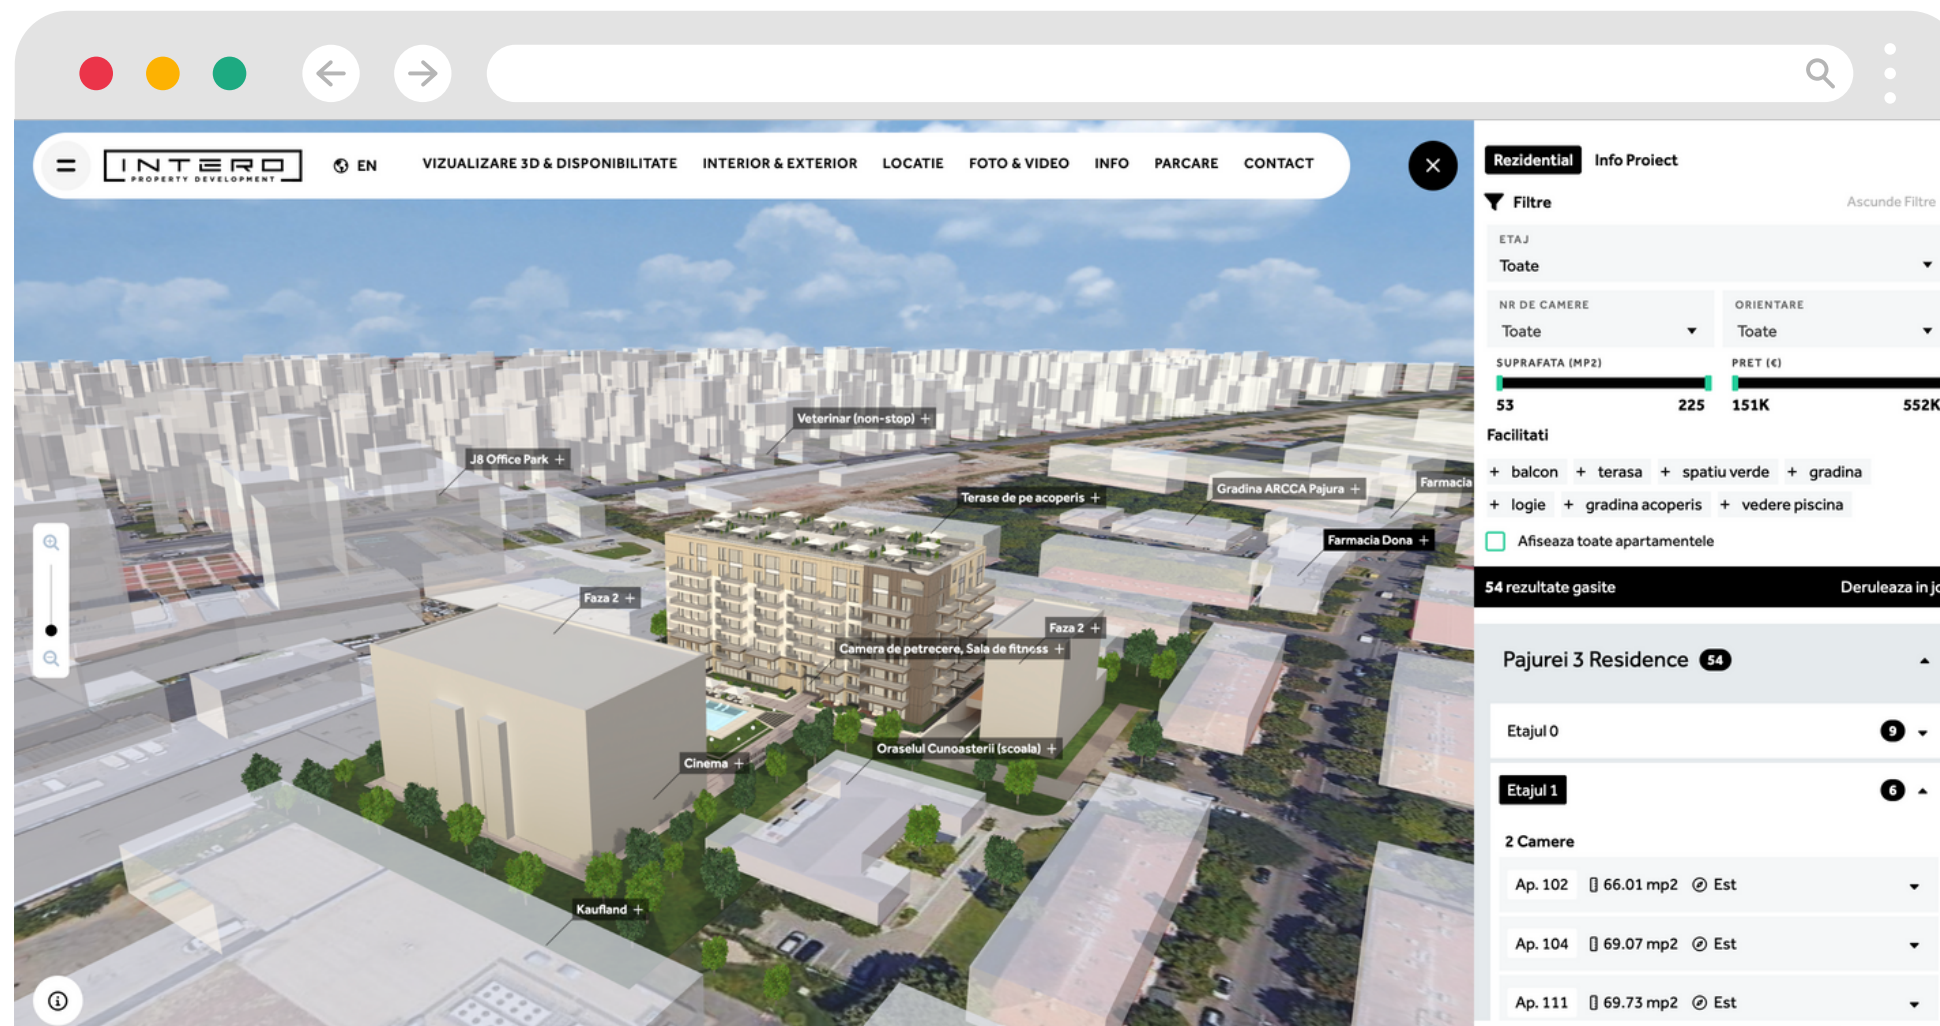 INTERO
PROPERTY DEVELOPMENT
EN
VIZUALIZARE 3D & DISPONIBILITATE
INTERIOR & EXTERIOR
LOCATIE
FOTO & VIDEO
INFO
PARCARE
CONTACT
Veterinar (non-stop) +
J8 Office Park +
Terase de pe acoperis +
Gradina ARCCA Pajura +
Farmacia
Farmacia Dona +
Faza 2 +
Faza 2 +
Camera de petrecere, Sala de fitness +
Oraselul Cunoasterii (scoala) +
Cinema +
Kaufland +
Rezidential
Info Proiect
Filtre
Ascunde Filtre
ETAJ
Toate
NR DE CAMERE
ORIENTARE
Toate
Toate
SUPRAFATA (MP2)
PRET (€)
53 225
151K 552K
Facilitati
+ balcon + terasa + spatiu verde + gradina
+ logie + gradina acoperis + vedere piscina
Afiseaza toate apartamentele
54 rezultate gasite
Deruleaza in jo
Pajurei 3 Residence 54
Etajul 0 9
Etajul 1 6
2 Camere
Ap. 102 66.01 mp2 Est
Ap. 104 69.07 mp2 Est
Ap. 111 69.73 mp2 Est